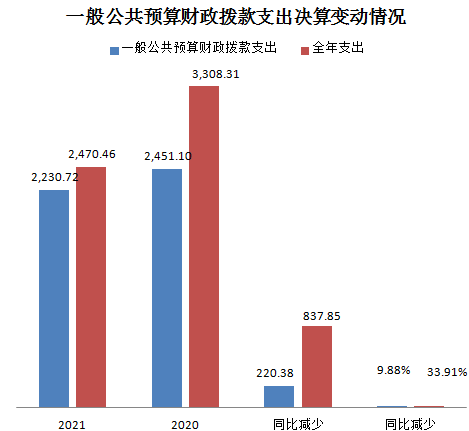 一般公共预算财政拨款支出决算变动情况
一般公共预算财政拨款支出 全年支出
3,308.31
2,470.46
2,451.10
2,230.72
837.85
220.38
9.88% 33.91%
2021 2020 同比减少 同比减少